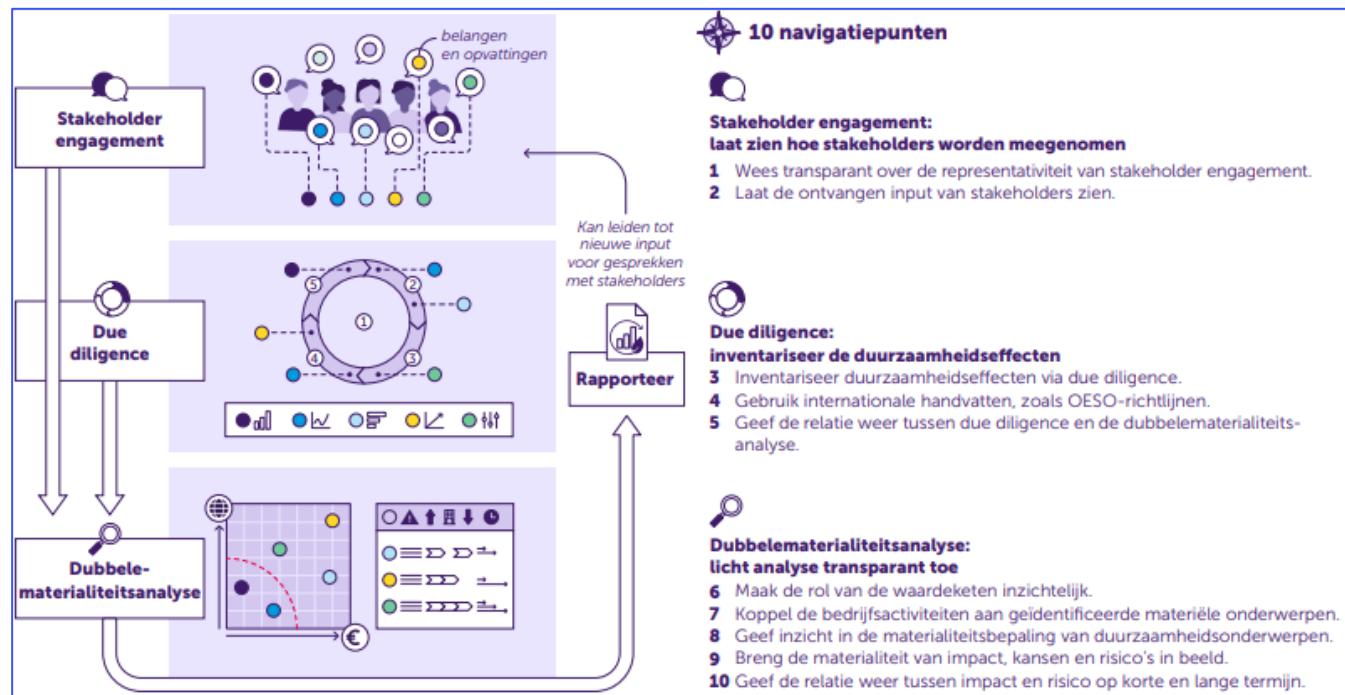 belangen
en opvattingen
Stakeholder
engagement
Kan leiden tot
nieuwe input
voor gesprekken
met stakeholders
Due
diligence
5
2
1
4
3
Rapporteer
Dubbele-
materialiteitsanalyse
€
10 navigatiepunten
Stakeholder engagement:
laat zien hoe stakeholders worden meegenomen
1 Wees transparant over de representativiteit van stakeholder engagement.
2 Laat de ontvangen input van stakeholders zien.
Due diligence:
inventariseer de duurzaamheidseffecten
3 Inventariseer duurzaamheidseffecten via due diligence.
4 Gebruik internationale handvatten, zoals OESO-richtlijnen.
5 Geef de relatie weer tussen due diligence en de dubbelematerialiteits-
analyse.
Dubbelematerialiteitsanalyse:
licht analyse transparant toe
6 Maak de rol van de waardeketen inzichtelijk.
7 Koppel de bedrijfsactiviteiten aan geïdentificeerde materiële onderwerpen.
8 Geef inzicht in de materialiteitsbepaling van duurzaamheidsonderwerpen.
9 Breng de materialiteit van impact, kansen en risico's in beeld.
10 Geef de relatie weer tussen impact en risico op korte en lange termijn.